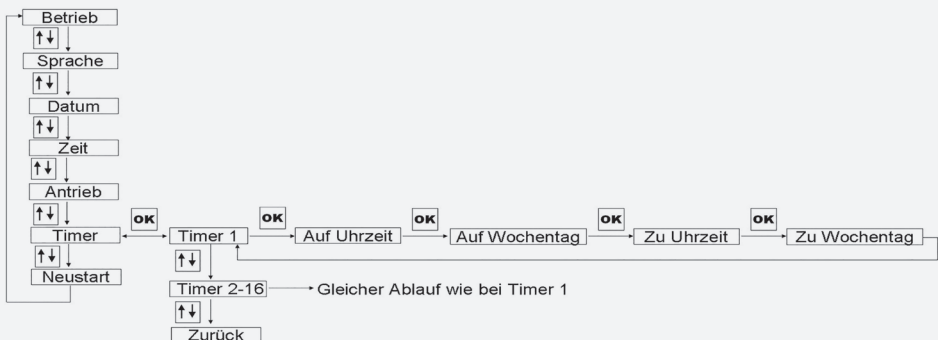 Betrieb
↑↓
Sprache
↑↓
Datum
↑↓
Zeit
↑↓
Antrieb
↑↓
OK OK OK OK OK
Timer Timer 1 Auf Uhrzeit Auf Wochentag Zu Uhrzeit Zu Wochentag
↑↓ ↑↓
Neustart
Timer 2-16 Gleicher Ablauf wie bei Timer 1
↑↓
Zurück